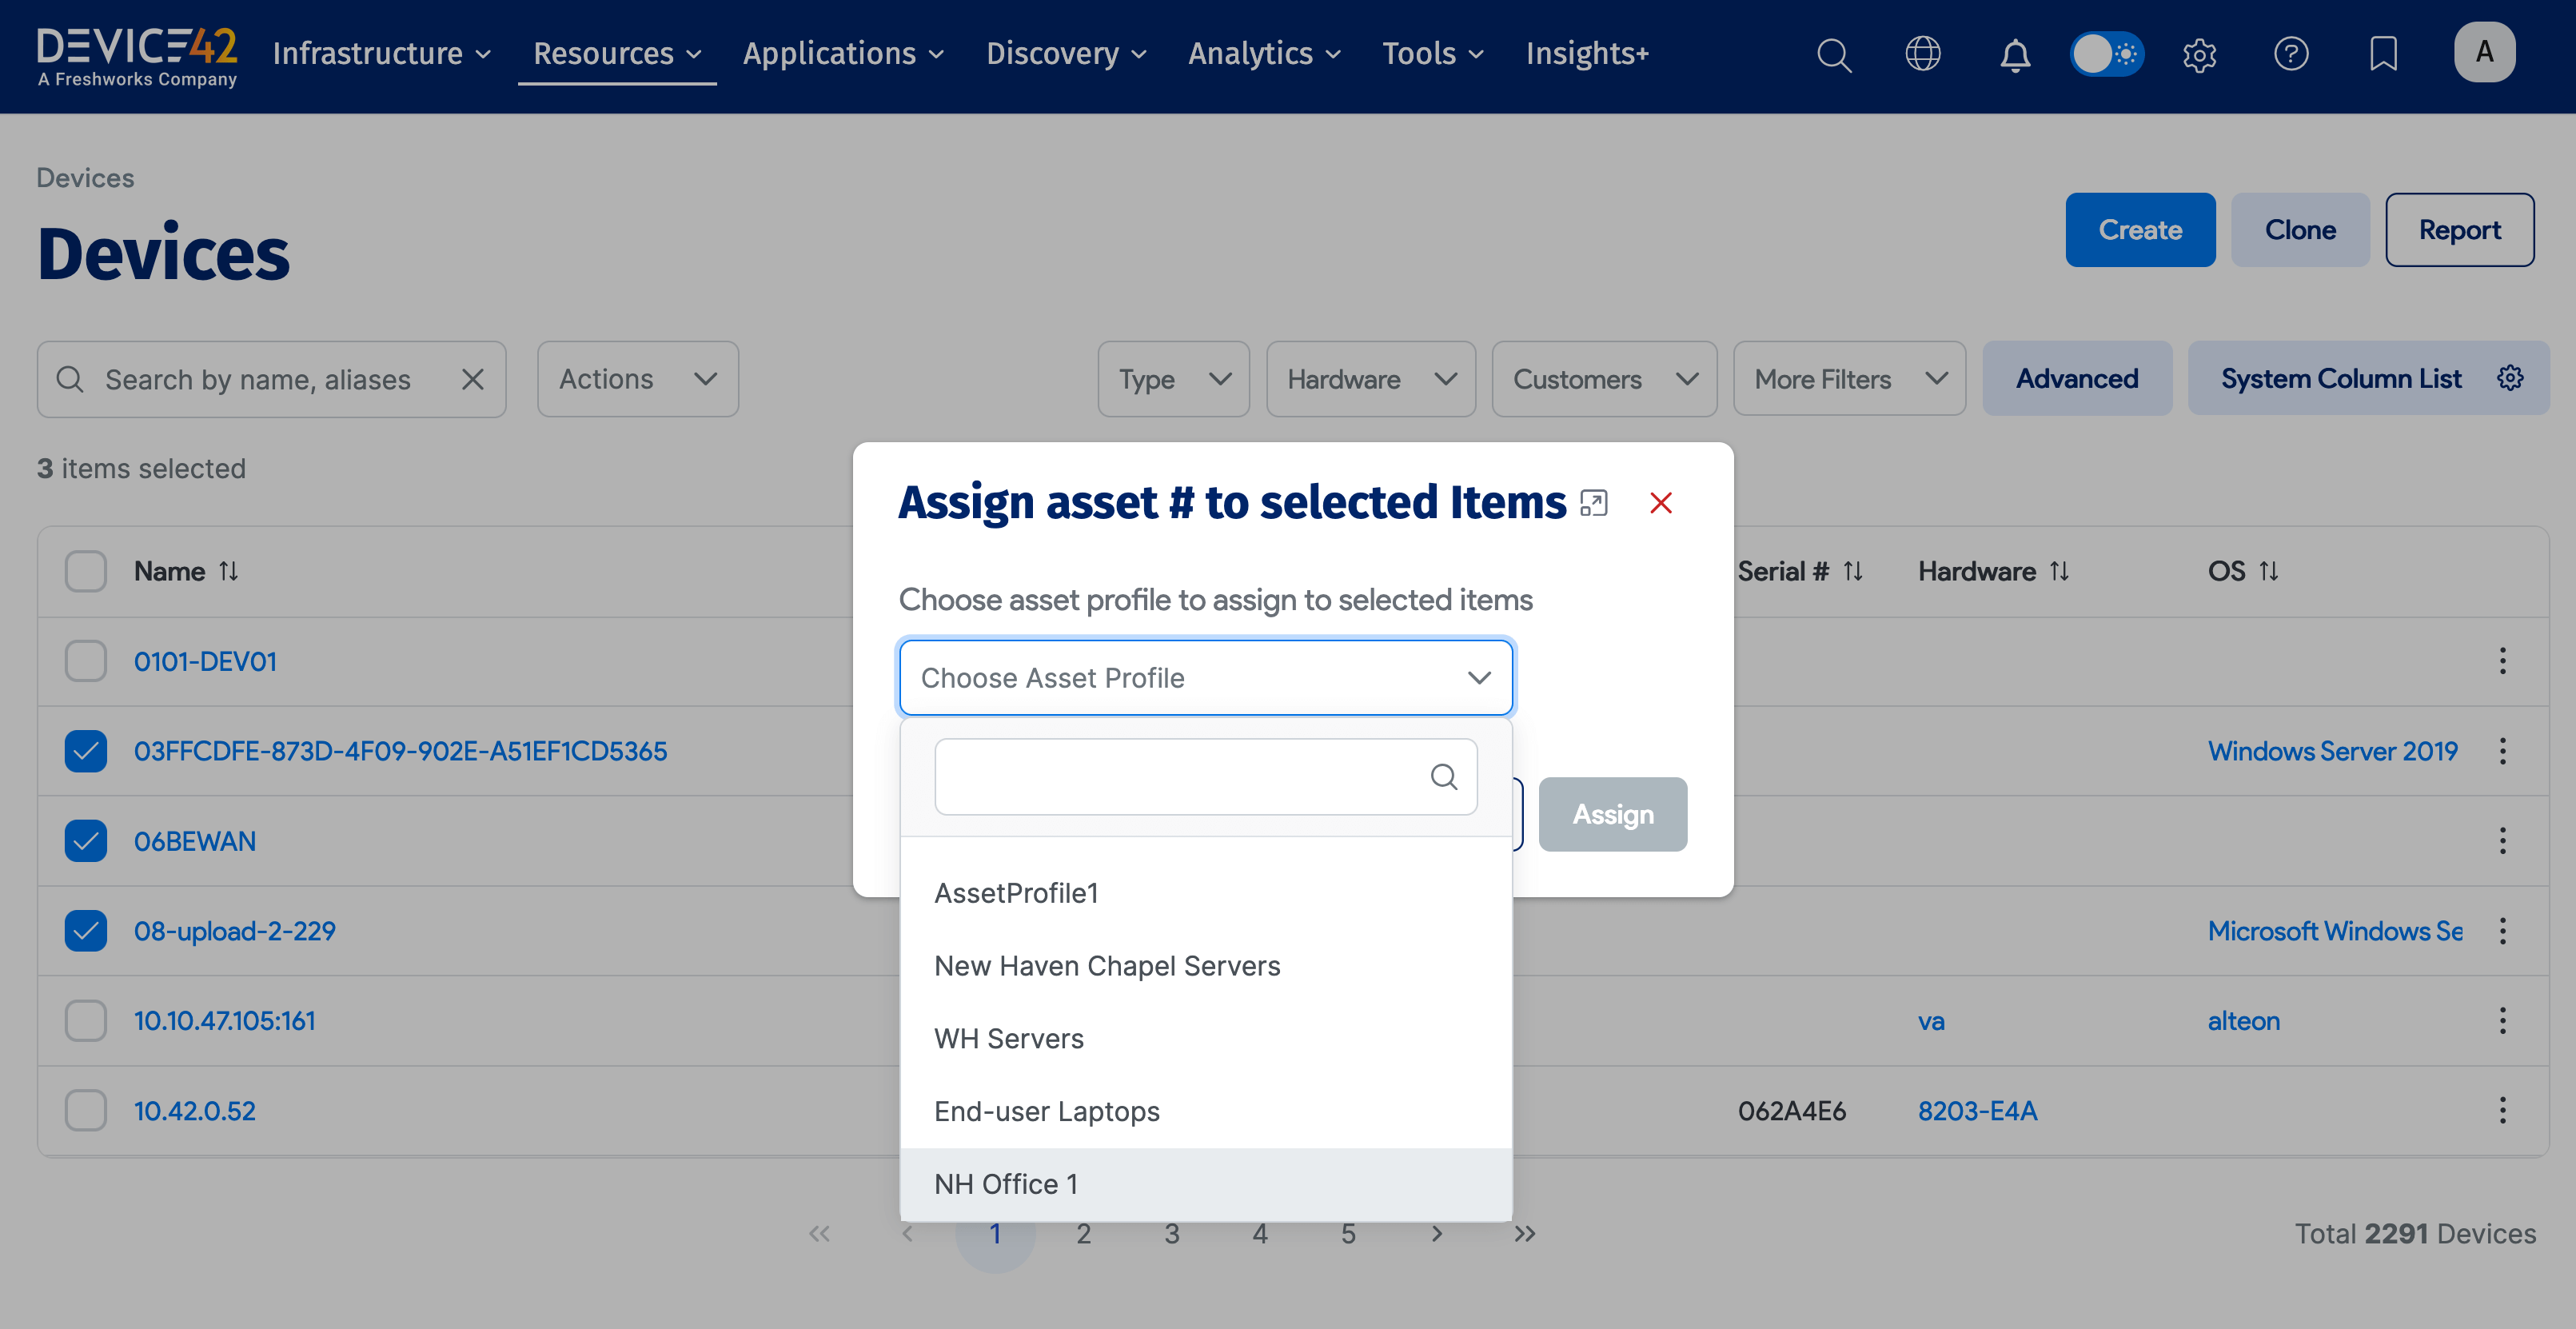 DEVICE42
A Freshworks Company
Infrastructure
Resources
Applications
Discovery
Analytics
Tools
Insights+
A
Devices
Devices
Create
Clone
Report
Search by name, aliases
Actions
Type
Hardware
Customers
More Filters
Advanced
System Column List
3 items selected
Assign asset # to selected Items
Choose asset profile to assign to selected items
Choose Asset Profile
Assign
AssetProfile1
New Haven Chapel Servers
WH Servers
End-user Laptops
NH Office 1
Name
Serial #
Hardware
OS
0101-DEV01
03FFCDFE-873D-4F09-902E-A51EF1CD5365
Windows Server 2019
06BEWAN
08-upload-2-229
Microsoft Windows Se
10.10.47.105:161
va
alteon
10.42.0.52
062A4E6
8203-E4A
1 2 3 4 5
Total 2291 Devices